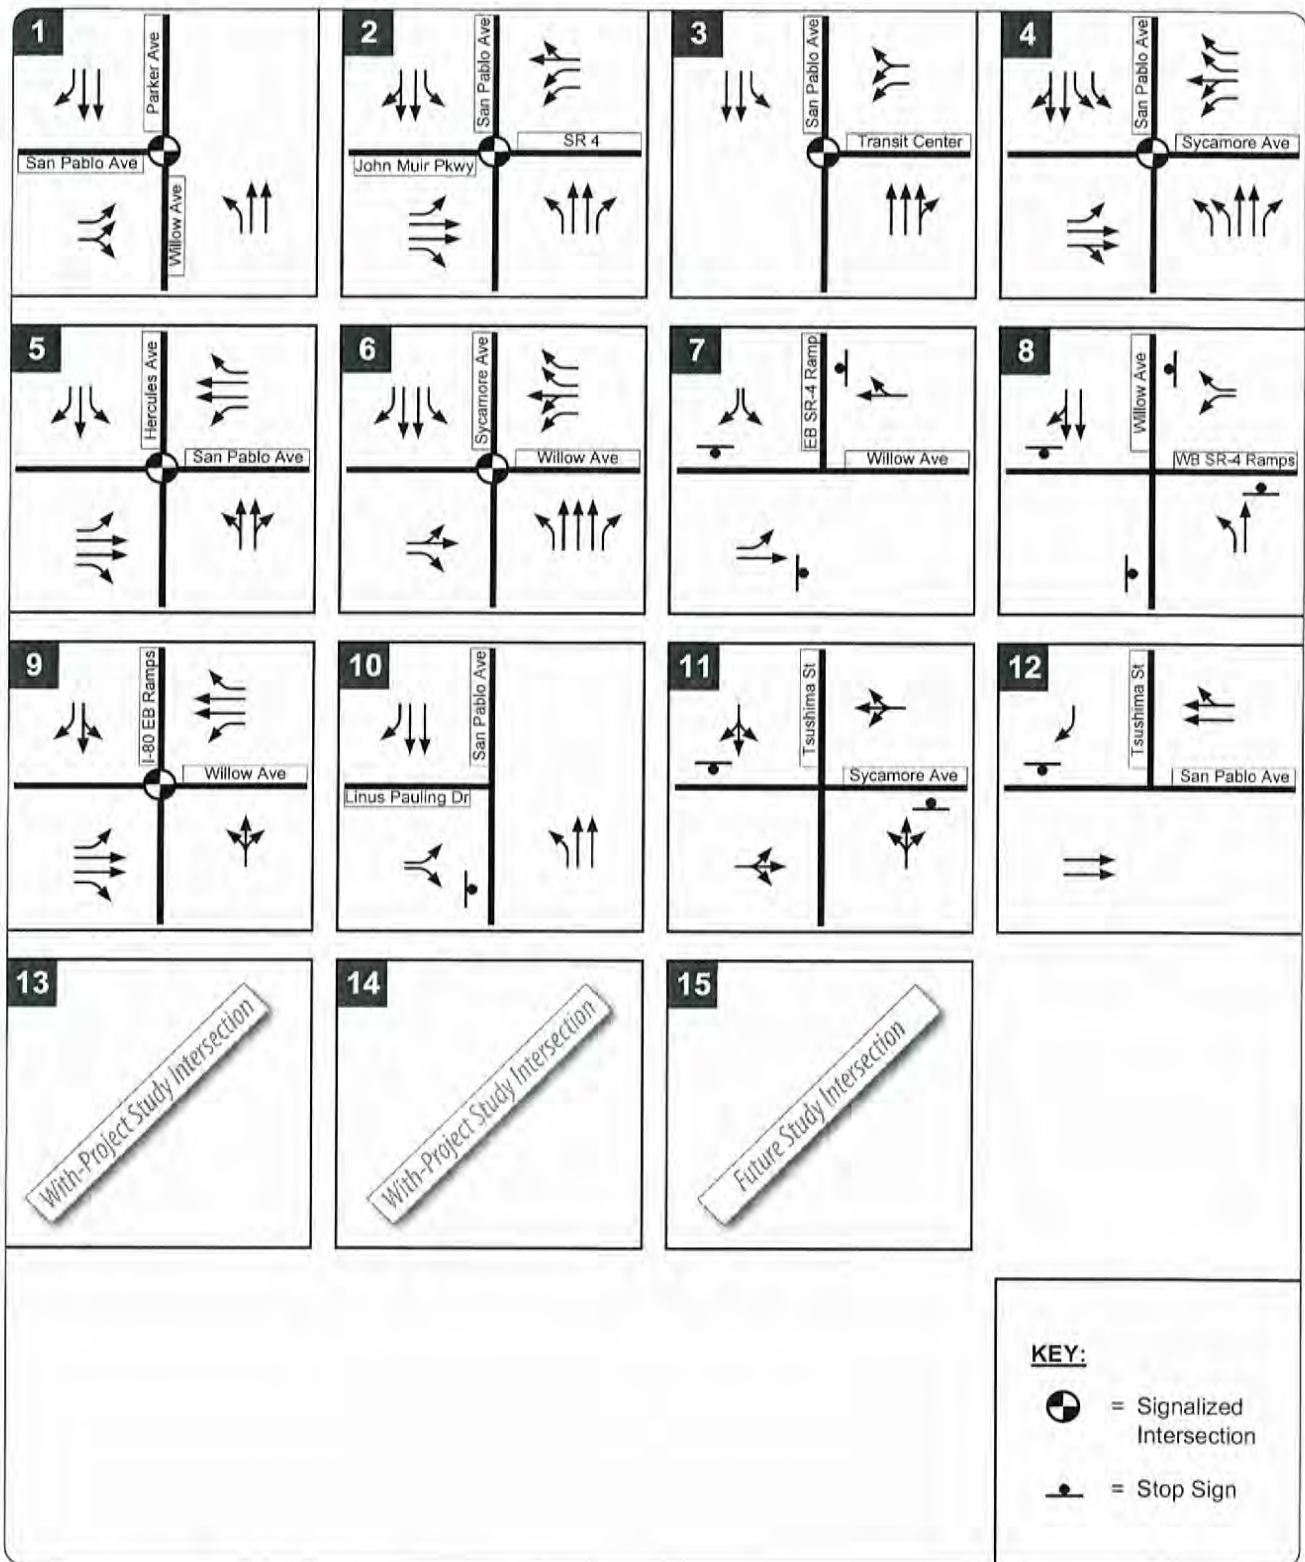 1
Parker Ave
San Pablo Ave
Willow Ave
2
San Pablo Ave
SR 4
John Muir Pkwy
3
San Pablo Ave
Transit Center
4
San Pablo Ave
Sycamore Ave
5
Hercules Ave
San Pablo Ave
6
Sycamore Ave
Willow Ave
7
EB SR-4 Ramp
Willow Ave
8
Willow Ave
WB SR-4 Ramps
9
I-80 EB Ramps
Willow Ave
10
San Pablo Ave
Linus Pauling Dr
11
Tsushima St
Sycamore Ave
12
Tsushima St
San Pablo Ave
13
With-Project Study Intersection
14
With-Project Study Intersection
15
Future Study Intersection
KEY:
= Signalized
Intersection
= Stop Sign